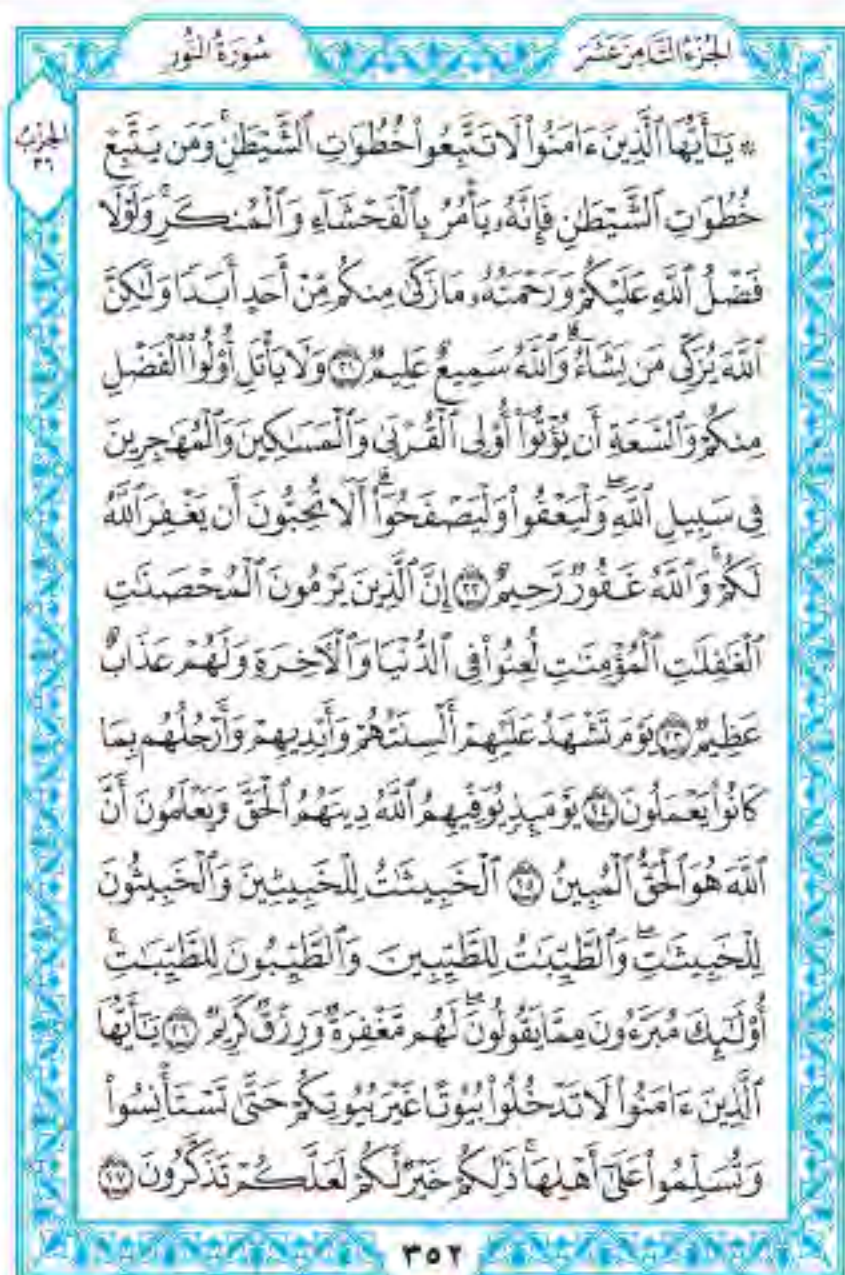 الجُزْءُ الثَّامِنَ عَشَرَ
سُورَةُ النُّورِ
الحِزْبُ
٣٦
۞ يَـٰٓأَيُّهَا ٱلَّذِينَ ءَامَنُوا۟ لَا تَتَّبِعُوا۟ خُطُوَٰتِ ٱلشَّيْطَـٰنِ ۚ وَمَن يَتَّبِعْ
خُطُوَٰتِ ٱلشَّيْطَـٰنِ فَإِنَّهُۥ يَأْمُرُ بِٱلْفَحْشَآءِ وَٱلْمُنكَرِ ۚ وَلَوْلَا
فَضْلُ ٱللَّهِ عَلَيْكُمْ وَرَحْمَتُهُۥ مَا زَكَىٰ مِنكُم مِّنْ أَحَدٍ أَبَدًا وَلَـٰكِنَّ
ٱللَّهَ يُزَكِّى مَن يَشَآءُ ۗ وَٱللَّهُ سَمِيعٌ عَلِيمٌ ٢١ وَلَا يَأْتَلِ أُو۟لُوا۟ ٱلْفَضْلِ
مِنكُمْ وَٱلسَّعَةِ أَن يُؤْتُوٓا۟ أُو۟لِى ٱلْقُرْبَىٰ وَٱلْمَسَـٰكِينَ وَٱلْمُهَـٰجِرِينَ
فِى سَبِيلِ ٱللَّهِ ۖ وَلْيَعْفُوا۟ وَلْيَصْفَحُوٓا۟ ۗ أَلَا تُحِبُّونَ أَن يَغْفِرَ ٱللَّهُ
لَكُمْ ۗ وَٱللَّهُ غَفُورٌ رَّحِيمٌ ٢٢ إِنَّ ٱلَّذِينَ يَرْمُونَ ٱلْمُحْصَنَـٰتِ
ٱلْغَـٰفِلَـٰتِ ٱلْمُؤْمِنَـٰتِ لُعِنُوا۟ فِى ٱلدُّنْيَا وَٱلْـَٔاخِرَةِ وَلَهُمْ عَذَابٌ
عَظِيمٌ ٢٣ يَوْمَ تَشْهَدُ عَلَيْهِمْ أَلْسِنَتُهُمْ وَأَيْدِيهِمْ وَأَرْجُلُهُم بِمَا
كَانُوا۟ يَعْمَلُونَ ٢٤ يَوْمَئِذٍ يُوَفِّيهِمُ ٱللَّهُ دِينَهُمُ ٱلْحَقَّ وَيَعْلَمُونَ أَنَّ
ٱللَّهَ هُوَ ٱلْحَقُّ ٱلْمُبِينُ ٢٥ ٱلْخَبِيثَـٰتُ لِلْخَبِيثِينَ وَٱلْخَبِيثُونَ
لِلْخَبِيثَـٰتِ ۖ وَٱلطَّيِّبَـٰتُ لِلطَّيِّبِينَ وَٱلطَّيِّبُونَ لِلطَّيِّبَـٰتِ ۚ
أُو۟لَـٰٓئِكَ مُبَرَّءُونَ مِمَّا يَقُولُونَ ۖ لَهُم مَّغْفِرَةٌ وَرِزْقٌ كَرِيمٌ ٢٦ يَـٰٓأَيُّهَا
ٱلَّذِينَ ءَامَنُوا۟ لَا تَدْخُلُوا۟ بُيُوتًا غَيْرَ بُيُوتِكُمْ حَتَّىٰ تَسْتَأْنِسُوا۟
وَتُسَلِّمُوا۟ عَلَىٰٓ أَهْلِهَا ۚ ذَٰلِكُمْ خَيْرٌ لَّكُمْ لَعَلَّكُمْ تَذَكَّرُونَ ٢٧
٣٥٢